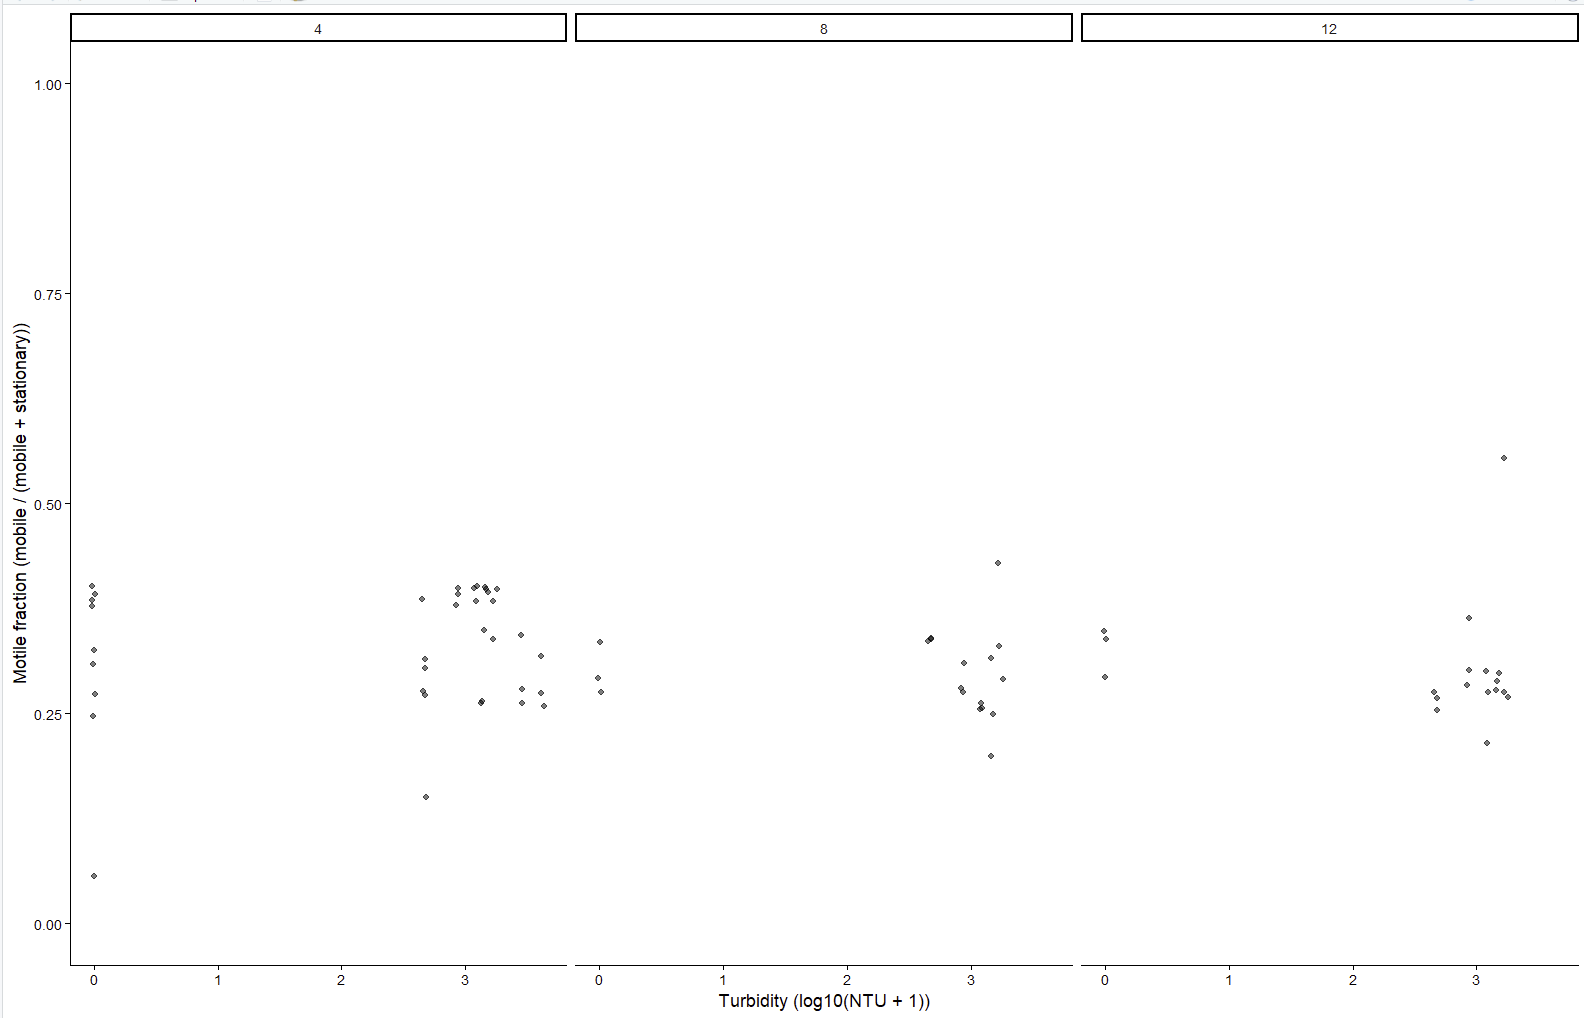 4 8 12
1.00
0.75
0.50
0.25
0.00
Motile fraction (mobile / (mobile + stationary))
0 1 2 3 0 1 2 3 0 1 2 3
Turbidity (log10(NTU + 1))